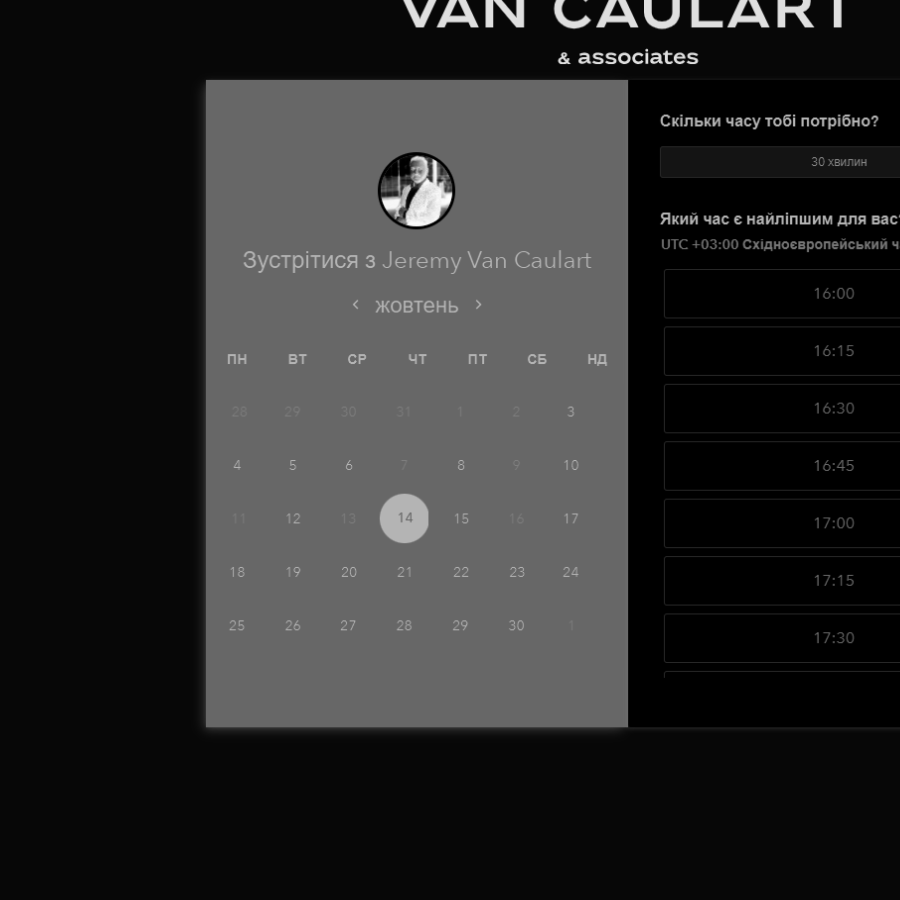 VAN CAULART
& associates
Зустрітися з Jeremy Van Caulart
жовтень
ПН ВТ СР ЧТ ПТ СБ НД
28 29 30 31 1 2 3
4 5 6 7 8 9 10
11 12 13 14 15 16 17
18 19 20 21 22 23 24
25 26 27 28 29 30 1
Скільки часу тобі потрібно?
30 хвилин
Який час є найліпшим для вас?
UTC +03:00 Східноєвропейський ч
16:00
16:15
16:30
16:45
17:00
17:15
17:30